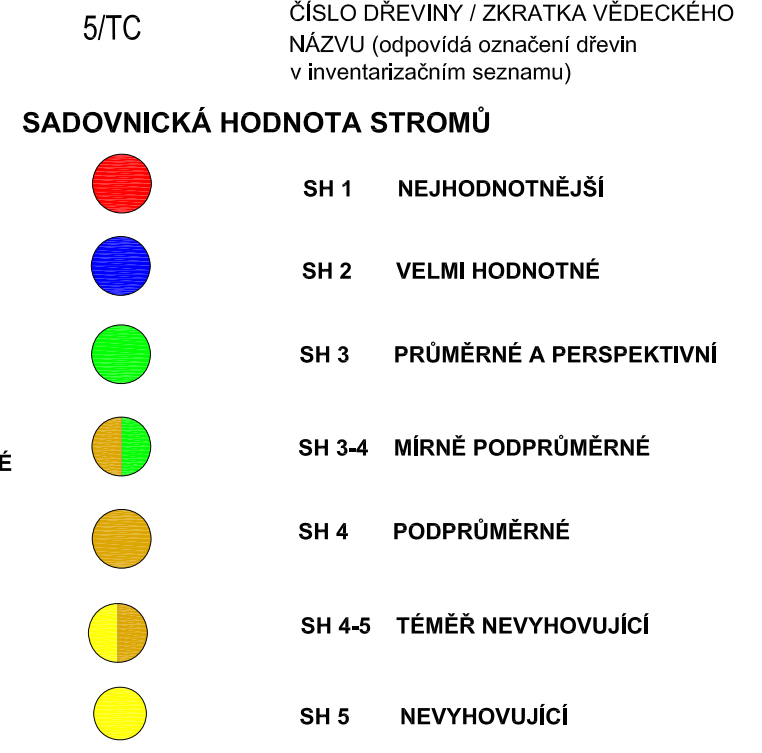 5/TC
ČÍSLO DŘEVINY / ZKRATKA VĚDECKÉHO
NÁZVU (odpovídá označení dřevin
v inventarizačním seznamu)
SADOVNICKÁ HODNOTA STROMŮ
SH 1 NEJHODNOTNĚJŠÍ
SH 2 VELMI HODNOTNÉ
SH 3 PRŮMĚRNÉ A PERSPEKTIVNÍ
É
SH 3-4 MÍRNĚ PODPRŮMĚRNÉ
SH 4 PODPRŮMĚRNÉ
SH 4-5 TÉMĚŘ NEVYHOVUJÍCÍ
SH 5 NEVYHOVUJÍCÍ